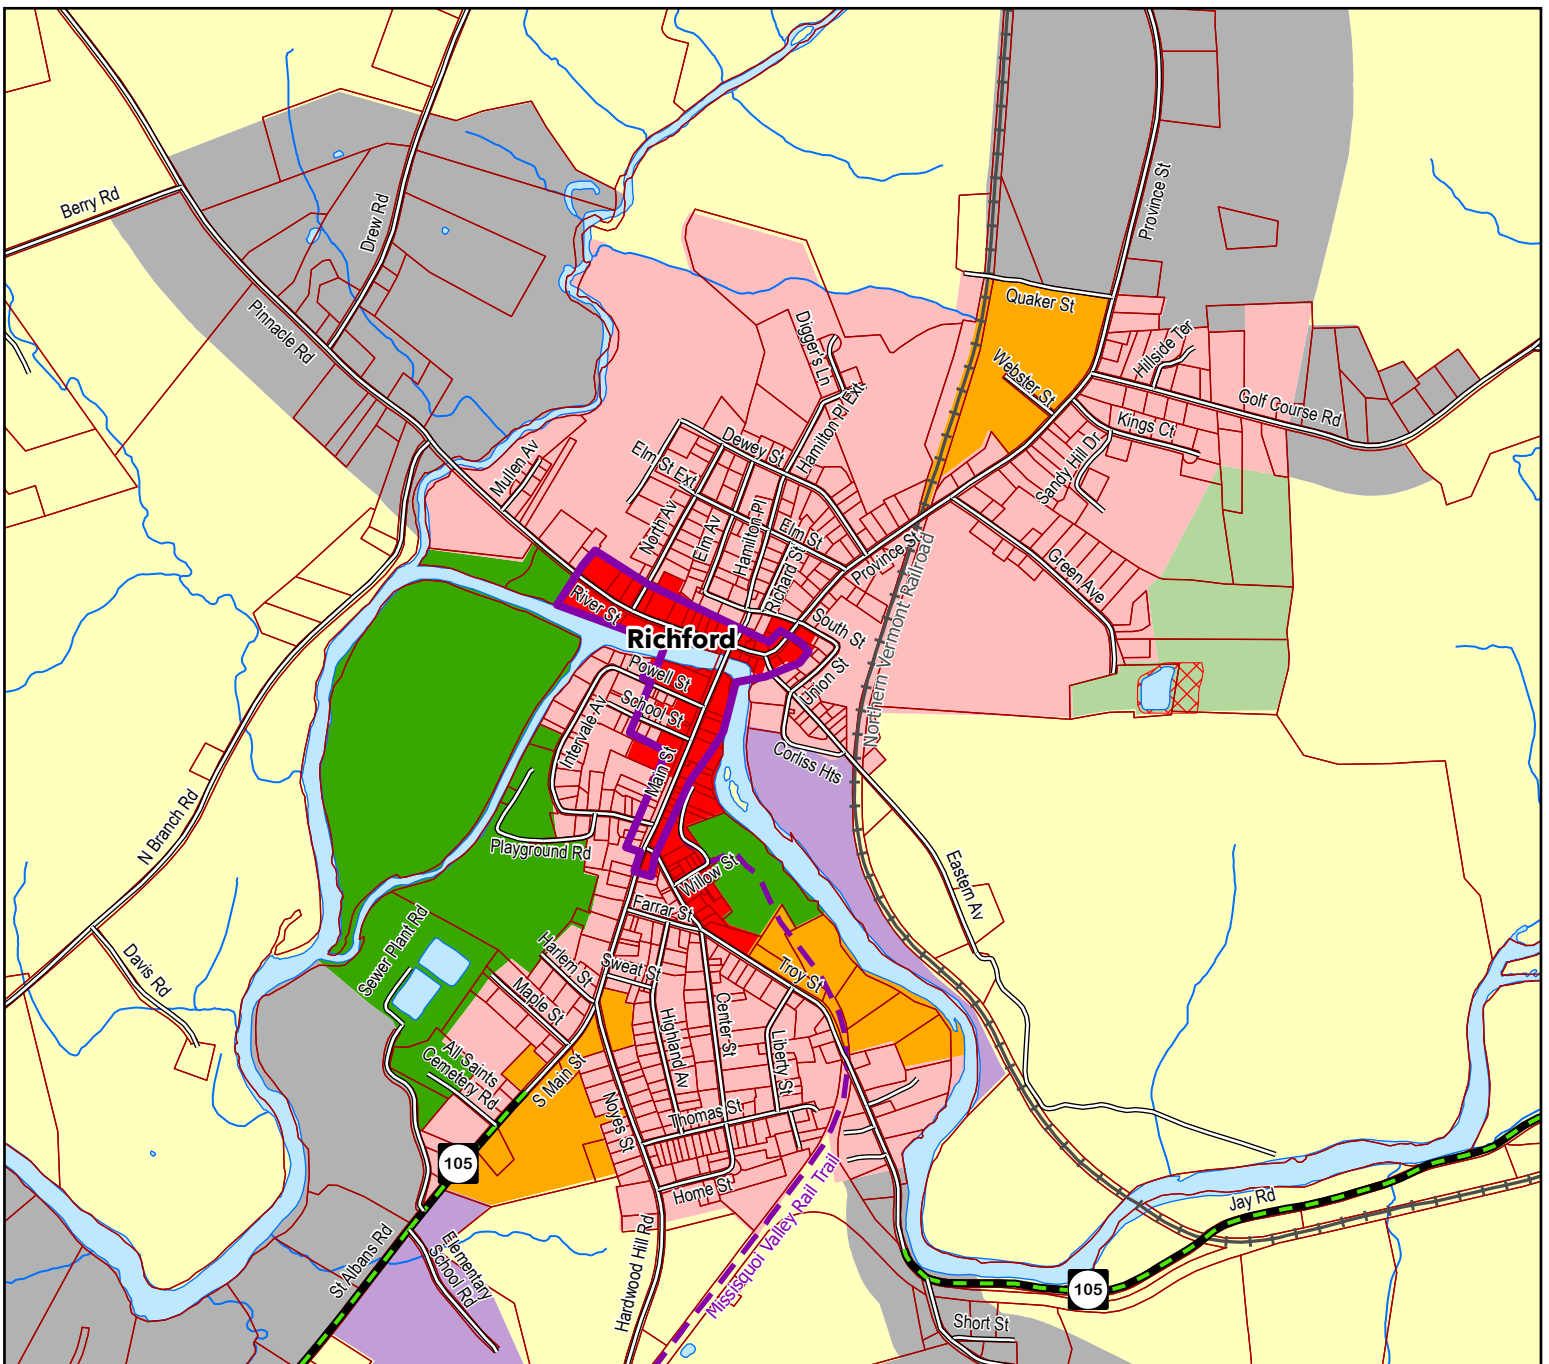 Berry Rd
Drew Rd
Pinnacle Rd
Province St
Quaker St
Digger's Ln
Webster St
Hillside Ter
Golf Course Rd
Kings Ct
Hamilton Pl Ext
Dewey St
Elm St Ext
Mullen Av
Sandy Hill Dr
North Av
Elm Av
Hamilton Pl
Elm St
Richard St
Province St
Green Ave
Northern Vermont Railroad
River St
Richford
South St
Union St
Powell St
School St
Intervale Av
Main St
Corliss Hts
N Branch Rd
Playground Rd
Eastern Av
Willow St
Farrar St
Davis Rd
Sewer Plant Rd
Harlem St
Sweat St
Troy St
Maple St
Highland Av
Center St
Liberty St
All Saints
Cemetery Rd
S Main St
Noyes St
Thomas St
105
Home St
Missisquoi Valley Rail Trail
Jay Rd
St Albans Rd
Elementary
School Rd
Hardwood Hill Rd
105
Short St